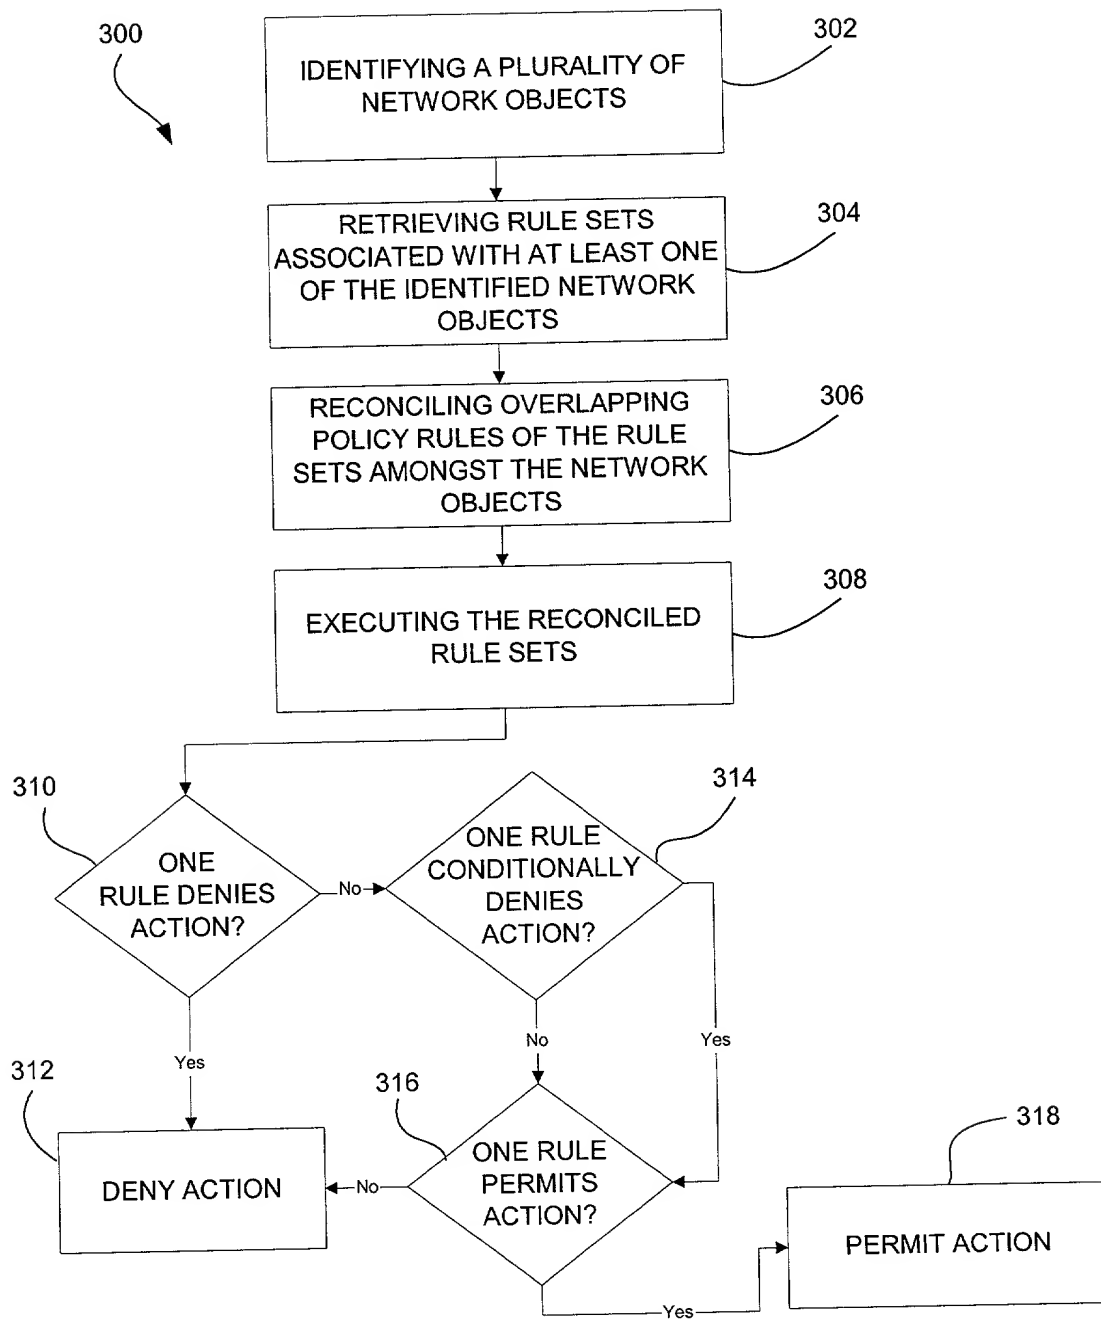 300
302
IDENTIFYING A PLURALITY OF
NETWORK OBJECTS
304
RETRIEVING RULE SETS
ASSOCIATED WITH AT LEAST ONE
OF THE IDENTIFIED NETWORK
OBJECTS
306
RECONCILING OVERLAPPING
POLICY RULES OF THE RULE
SETS AMONGST THE NETWORK
OBJECTS
308
EXECUTING THE RECONCILED
RULE SETS
310
ONE
RULE DENIES
ACTION?
No
314
ONE RULE
CONDITIONALLY
DENIES
ACTION?
Yes
No
Yes
312
DENY ACTION
316
ONE RULE
PERMITS
ACTION?
No
Yes
318
PERMIT ACTION